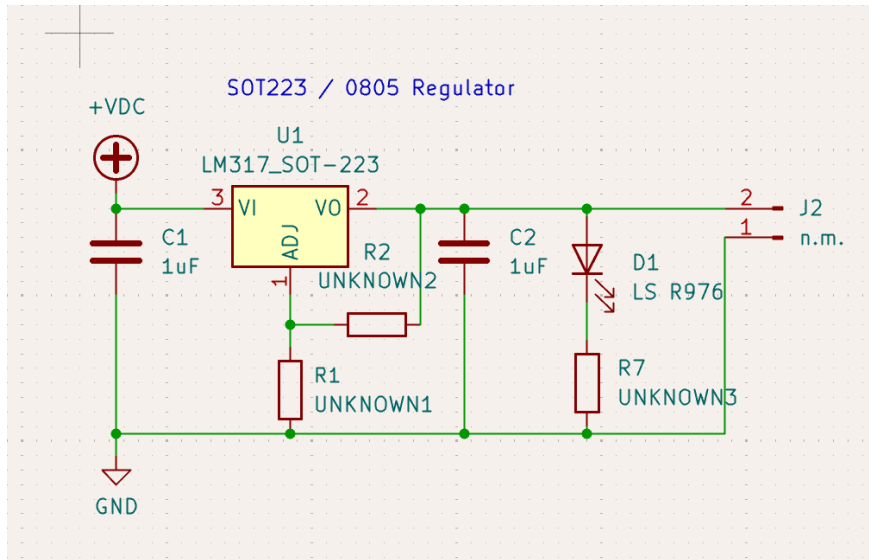 SOT223 / 0805 Regulator
+VDC
U1
LM317_SOT-223
3
VI
VO
2
ADJ
1
C1
1uF
R2
UNKNOWN2
C2
1uF
2
1
J2
n.m.
D1
LS R976
R1
UNKNOWN1
R7
UNKNOWN3
GND